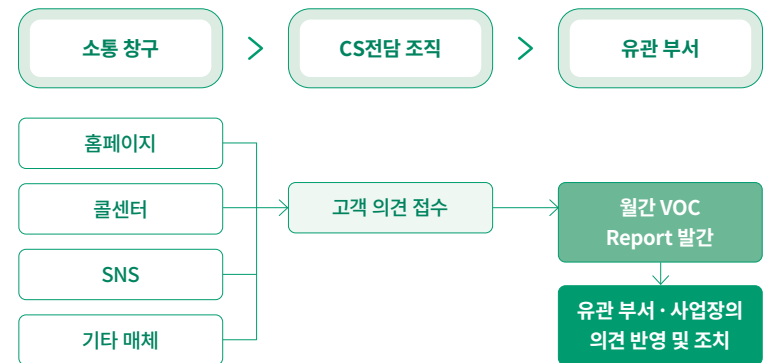 소통 창구
CS전담 조직
유관 부서
홈페이지
콜센터
SNS
기타 매체
고객 의견 접수
월간 VOC
Report 발간
유관 부서 · 사업장의
의견 반영 및 조치